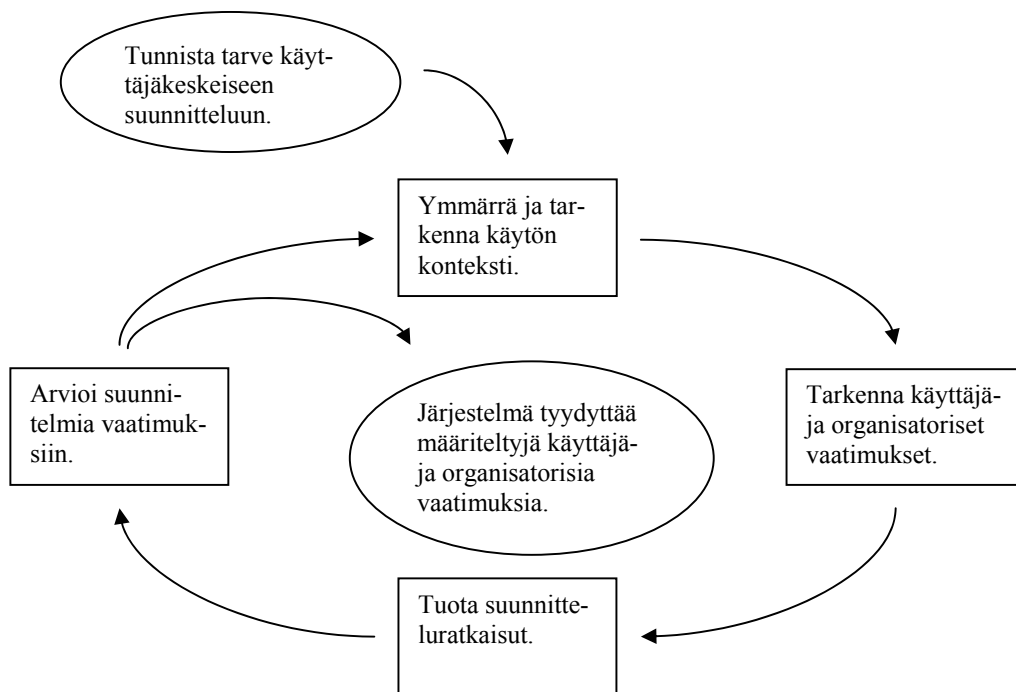 Tunnista tarve käyt-
täjäkeskeiseen
suunnitteluun.
Ymmärrä ja tar-
kenna käytön
konteksti.
Arvioi suunni-
telmia vaatimuk-
siin.
Järjestelmä tyydyttää
määriteltyjä käyttäjä-
ja organisatorisia
vaatimuksia.
Tarkenna käyttäjä-
ja organisatoriset
vaatimukset.
Tuota suunnitte-
luratkaisut.